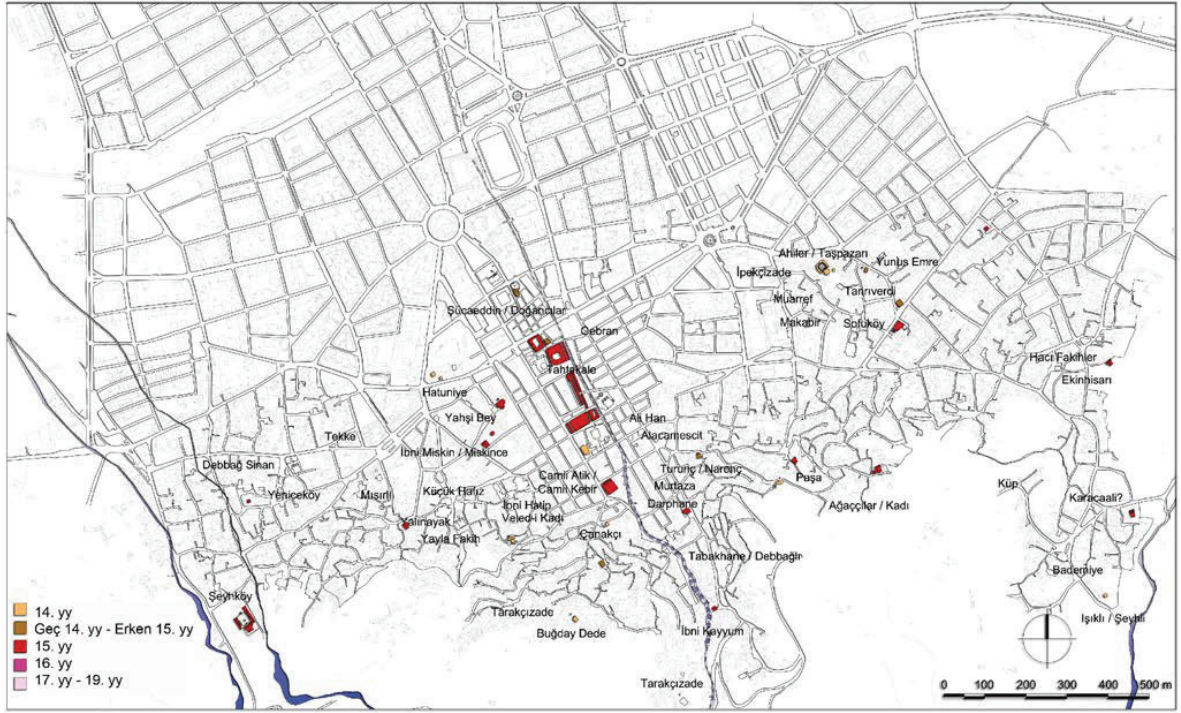 Ahiler / Taşpazarı
İpekçizade
Yunus Emre
Muarref
Tanrıverdi
Makabir
Sofuköy
Şücaeddin / Doğancılar
Gebran
Hacı Fakihler
Ekinhisarı
Tahtakale
Hatuniye
Yahşi Bey
Ali Han
Tekke
İbni Miskin / Miskince
Alacamescit
Debbağ Sinan
Camii Atik /
Camii Kebir
Turunç / Narenç
Yeniceköy
Mısırlı
Küçük Hafız
Murtaza
Paşa
Küp
Karacaali?
İbni Hatip
Darphane
Ağaççılar / Kadı
Veled-i Kadı
Yalınayak
Yayla Fakih
Çanakçı
Tabakhane / Debbağlı
Bademiye
Şeyhköy
Tarakçızade
Buğday Dede
İbni Kayyum
Işıklı / Şeyhli
Tarakçızade
14. yy
Geç 14. yy - Erken 15. yy
15. yy
16. yy
17. yy - 19. yy
0 100 200 300 400 500 m